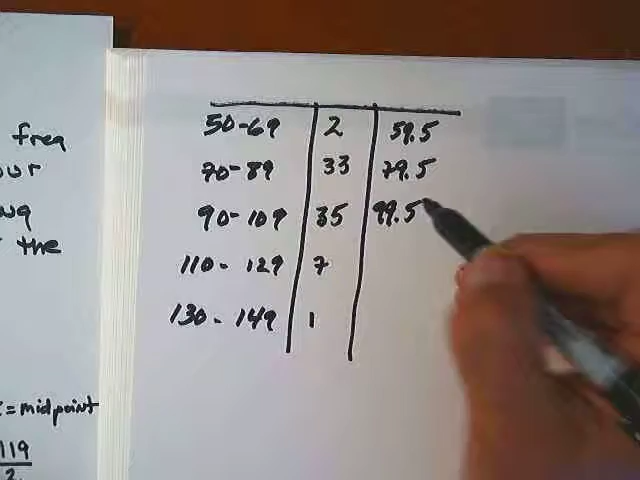 freq
our
ng
the
= midpoint
119
2
50-69 2 59.5
70-89 33 79.5
90-109 35 99.5
110-129 7
130-149 1